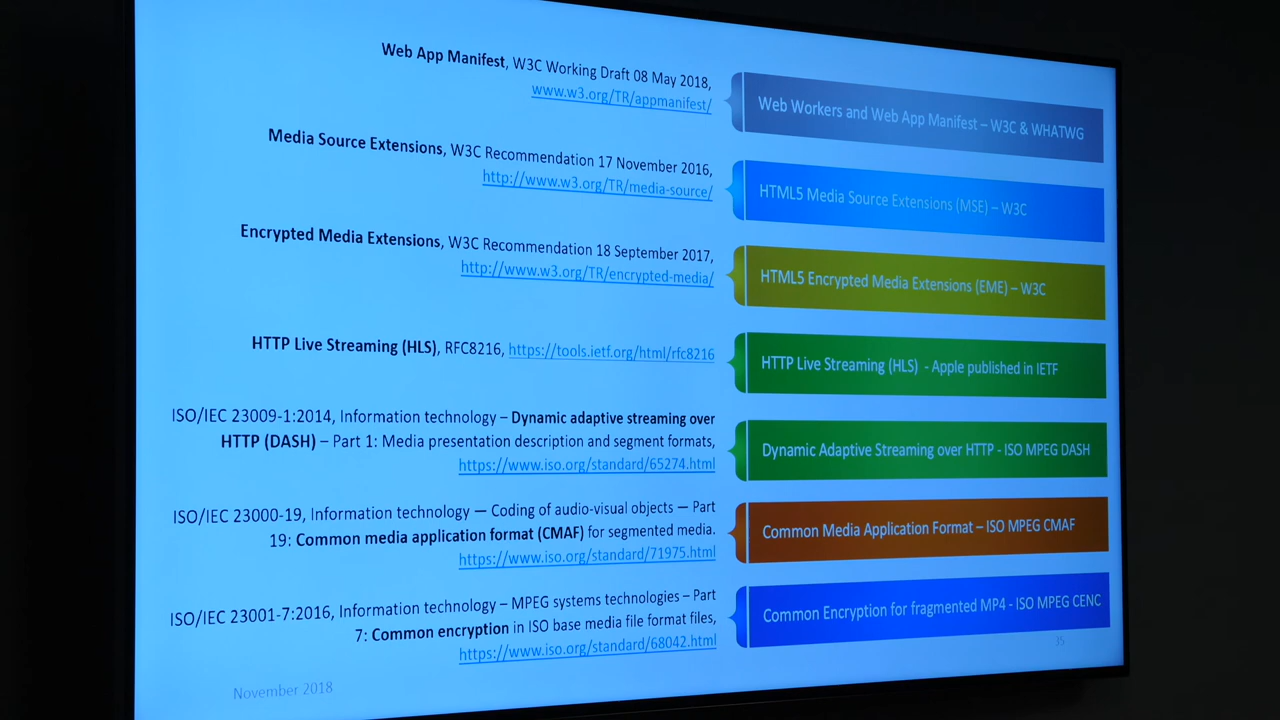 Web App Manifest, W3C Working Draft 08 May 2018,
www.w3.org/TR/appmanifest/
Web Workers and Web App Manifest – W3C & WHATWG
Media Source Extensions, W3C Recommendation 17 November 2016,
http://www.w3.org/TR/media-source/
HTML5 Media Source Extensions (MSE) – W3C
Encrypted Media Extensions, W3C Recommendation 18 September 2017,
http://www.w3.org/TR/encrypted-media/
HTML5 Encrypted Media Extensions (EME) – W3C
HTTP Live Streaming (HLS), RFC8216, https://tools.ietf.org/html/rfc8216
HTTP Live Streaming (HLS) - Apple published in IETF
ISO/IEC 23009-1:2014, Information technology – Dynamic adaptive streaming over
HTTP (DASH) – Part 1: Media presentation description and segment formats,
https://www.iso.org/standard/65274.html
Dynamic Adaptive Streaming over HTTP - ISO MPEG DASH
ISO/IEC 23000-19, Information technology — Coding of audio-visual objects — Part
19: Common media application format (CMAF) for segmented media.
https://www.iso.org/standard/71975.html
Common Media Application Format – ISO MPEG CMAF
ISO/IEC 23001-7:2016, Information technology – MPEG systems technologies – Part
7: Common encryption in ISO base media file format files,
https://www.iso.org/standard/68042.html
Common Encryption for fragmented MP4 - ISO MPEG CENC
November 2018
35